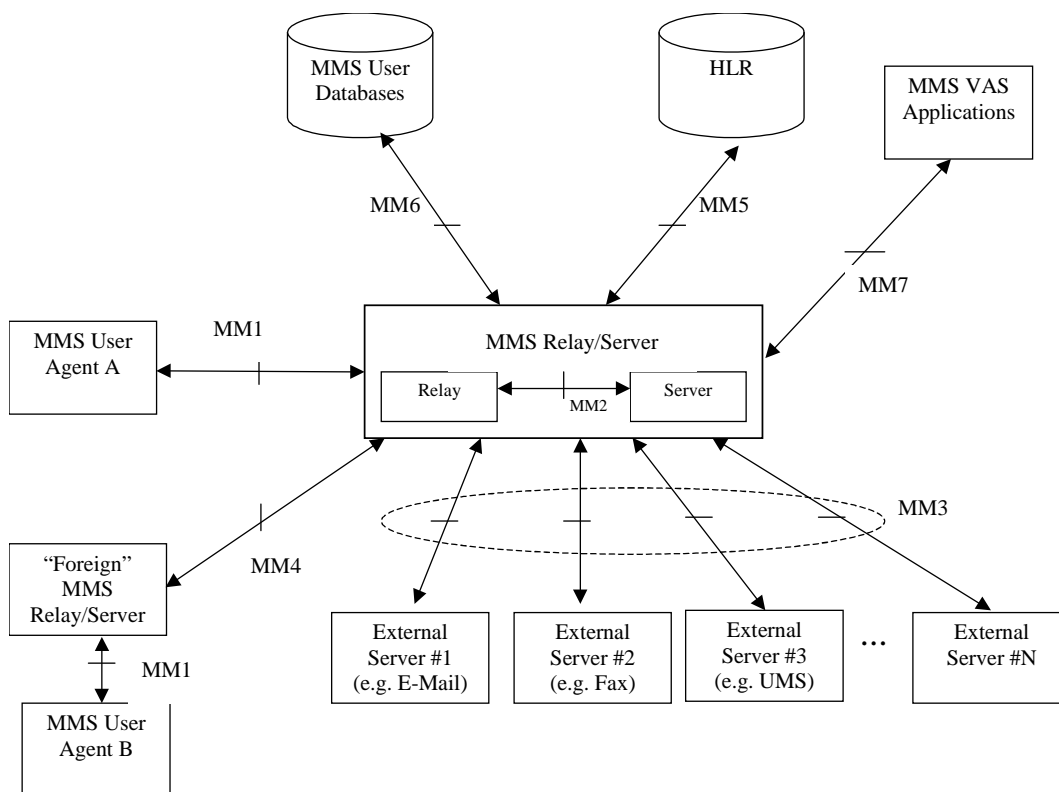 MMS User
Databases
HLR
MMS VAS
Applications
MM6
MM5
MM7
MM1
MMS User
Agent A
MMS Relay/Server
Relay
MM2
Server
MM3
MM4
“Foreign”
MMS
Relay/Server
MM1
MMS User
Agent B
External
Server #1
(e.g. E-Mail)
External
Server #2
(e.g. Fax)
External
Server #3
(e.g. UMS)
...
External
Server #N